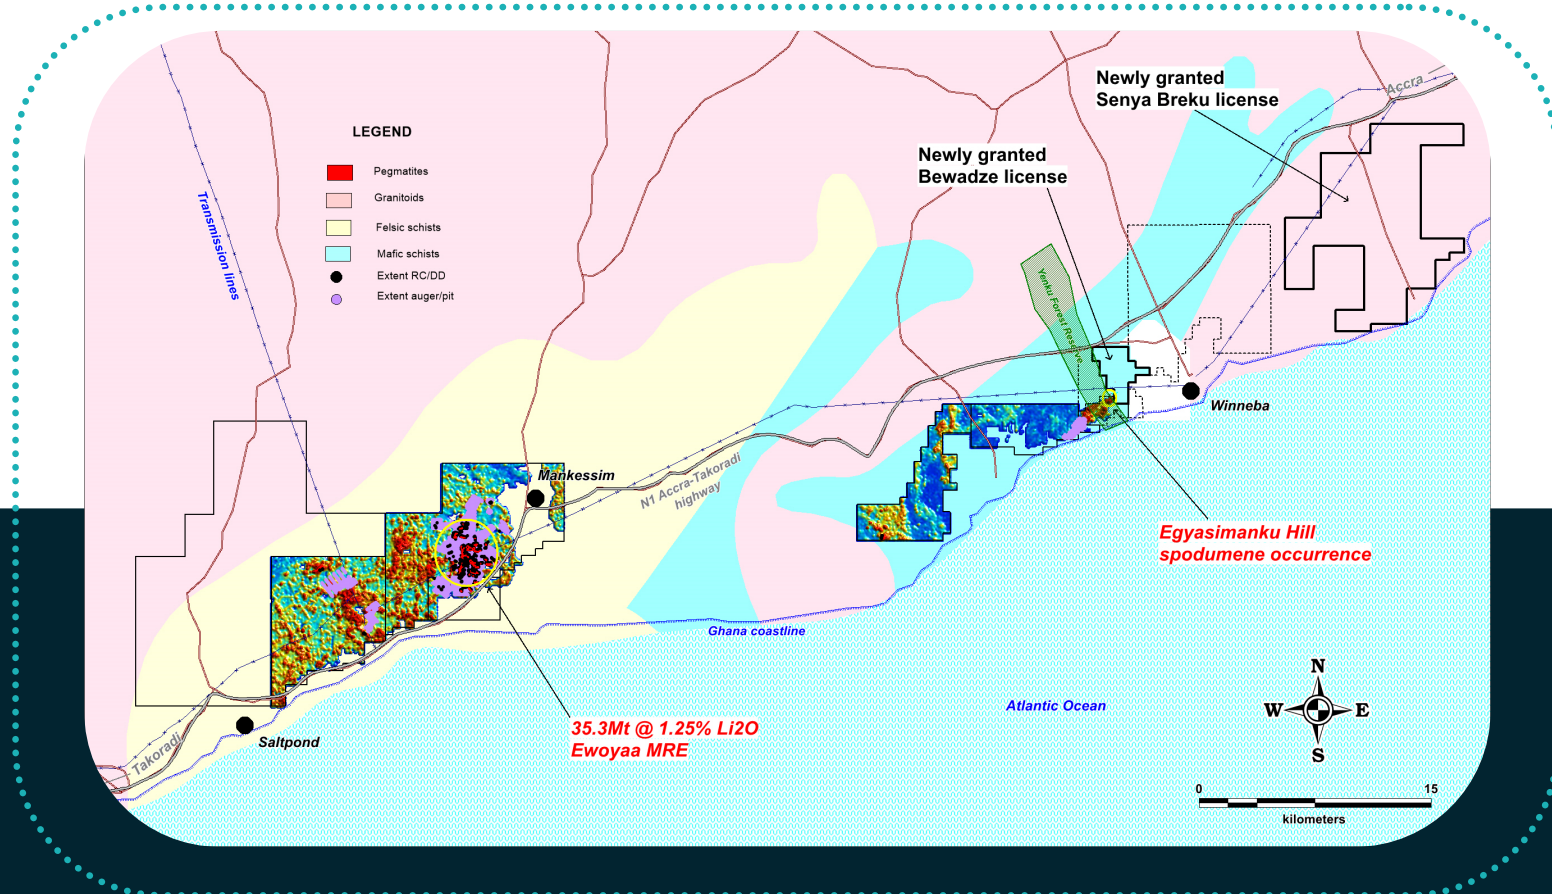 Accra
Newly granted
Senya Breku license
LEGEND
Newly granted
Bewadze license
Pegmatites
Granitoids
Felsic schists
Mafic schists
Extent RC/DD
Extent auger/pit
Transmission lines
Yenku Forest Reserve
Winneba
Mankessim
N1 Accra-Takoradi
highway
Egyasimanku Hill
spodumene occurrence
Ghana coastline
35.3Mt @ 1.25% Li2O
Ewoyaa MRE
Atlantic Ocean
N
W
E
S
Saltpond
Takoradi
0
15
kilometers